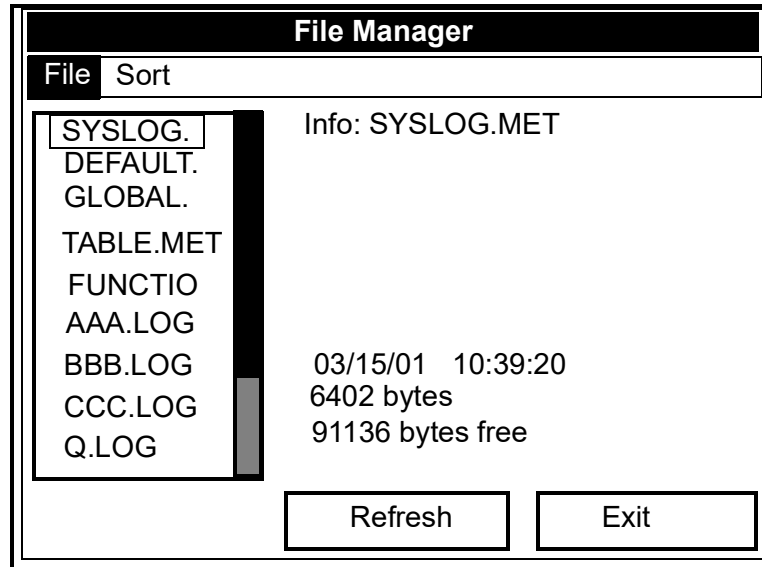 File Manager
File Sort
SYSLOG.
DEFAULT.
GLOBAL.
TABLE.MET
FUNCTIO
AAA.LOG
BBB.LOG
CCC.LOG
Q.LOG
Info: SYSLOG.MET
03/15/01 10:39:20
6402 bytes
91136 bytes free
Refresh Exit